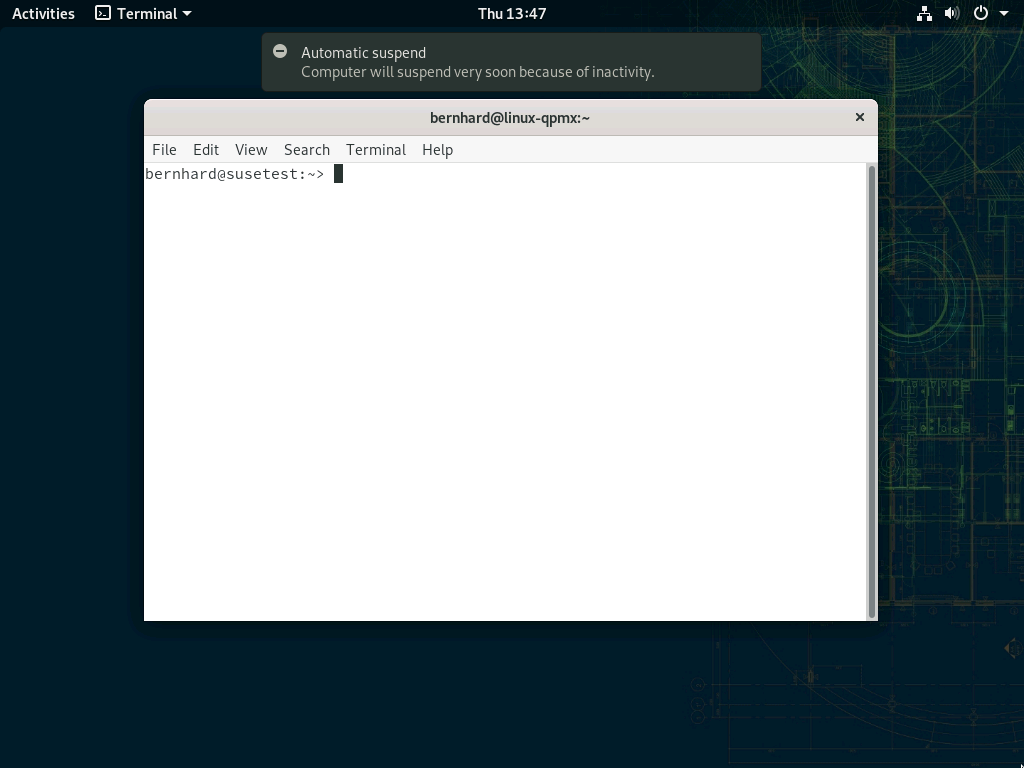 Activities Terminal Thu 13:47
Automatic suspend
Computer will suspend very soon because of inactivity.
bernhard@linux-qpmx:~
File Edit View Search Terminal Help
bernhard@susetest:~>